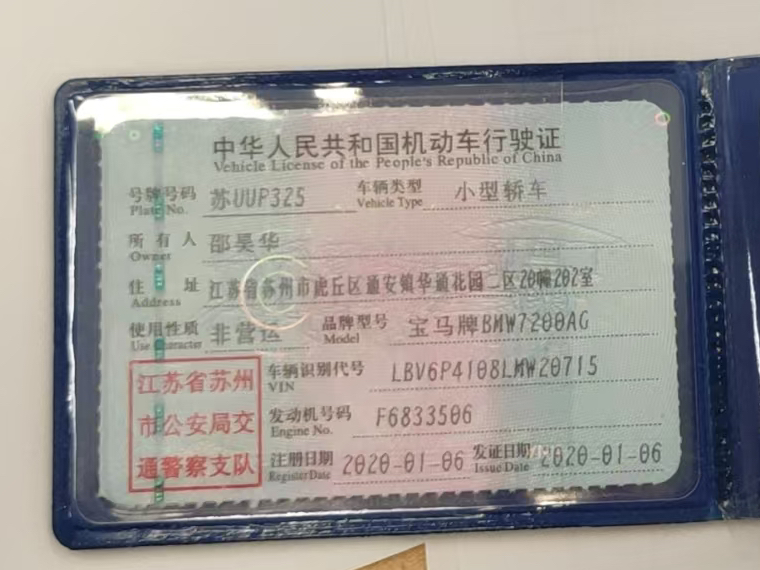 中华人民共和国机动车行驶证
Vehicle License of the People's Republic of China
号牌号码 苏UUP325 车辆类型 小型轿车
Plate No. Vehicle Type
所有人 邵昊华
Owner
住址 江苏省苏州市虎丘区通安镇华通花园二区20幢202室
Address
使用性质 非营运 品牌型号 宝马牌BMW7200AG
Use Character Model
江苏省苏州 车辆识别代号 LBV6P4108LMW20715
VIN
市公安局交 发动机号码 F6833506
Engine No.
通警察支队 注册日期 2020-01-06 发证日期 2020-01-06
Register Date Issue Date